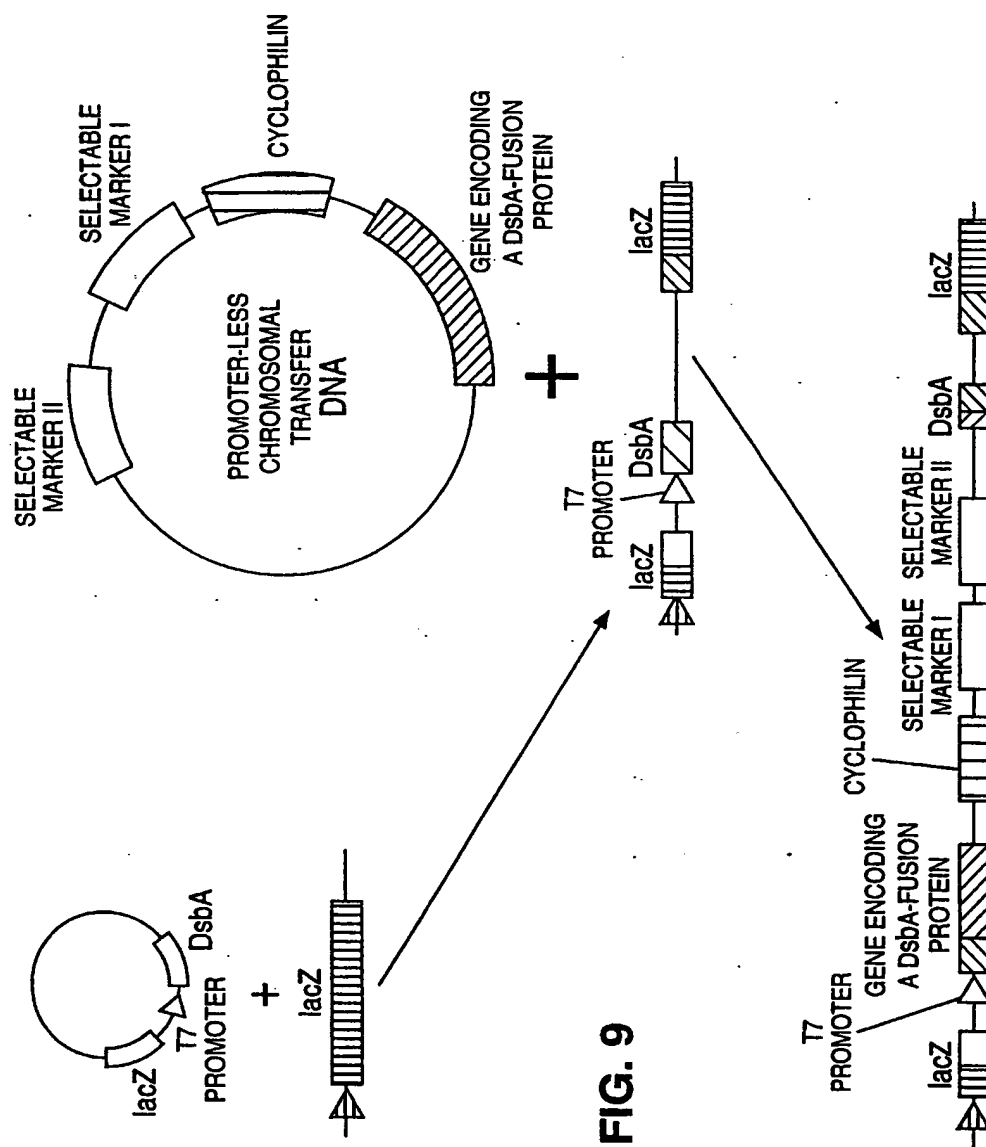 lacZ
T7
PROMOTER
DsbA
+
lacZ
SELECTABLE
MARKER II
SELECTABLE
MARKER I
CYCLOPHILIN
GENE ENCODING
A DsbA-FUSION
PROTEIN
PROMOTER-LESS
CHROMOSOMAL
TRANSFER
DNA
+
lacZ
T7
PROMOTER
DsbA
lacZ
FIG. 9
lacZ
T7
PROMOTER
GENE ENCODING
A DsbA-FUSION
PROTEIN
CYCLOPHILIN
SELECTABLE
MARKER I
SELECTABLE
MARKER II
DsbA
lacZ